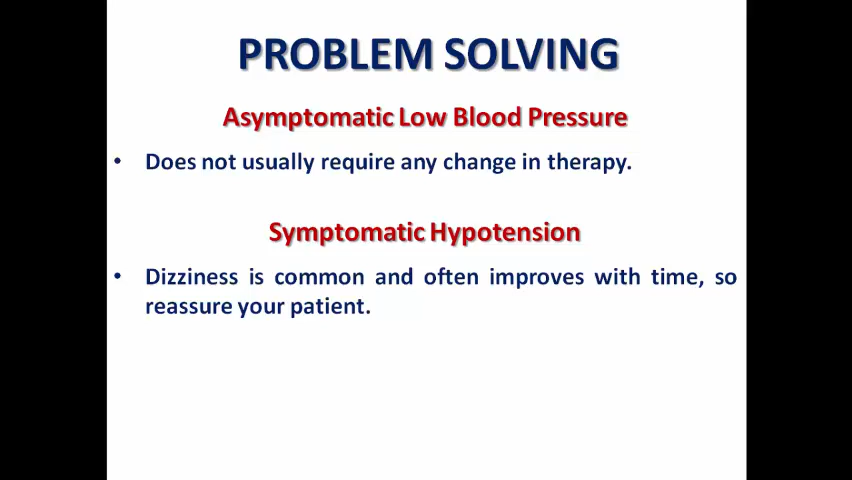 PROBLEM SOLVING
Asymptomatic Low Blood Pressure
• Does not usually require any change in therapy.
Symptomatic Hypotension
• Dizziness is common and often improves with time, so
reassure your patient.